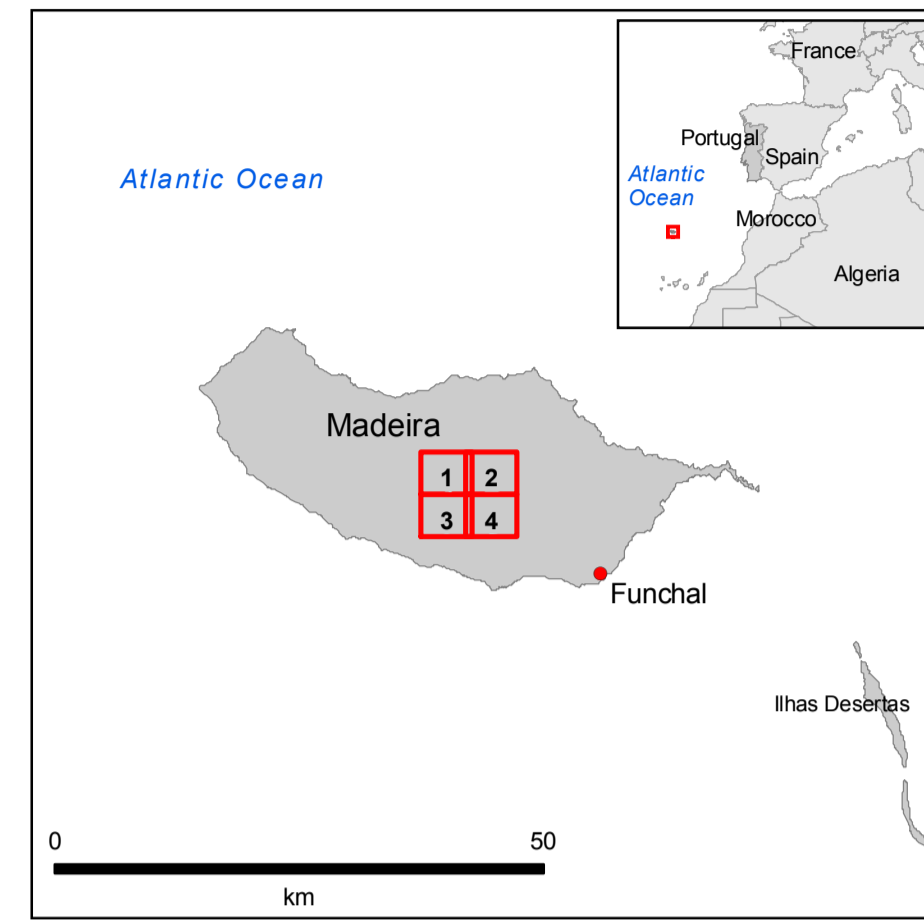 France
Portugal
Spain
Atlantic
Ocean
Morocco
Algeria
Atlantic Ocean
Madeira
1 2
3 4
Funchal
Ilhas Desertas
0 50
km